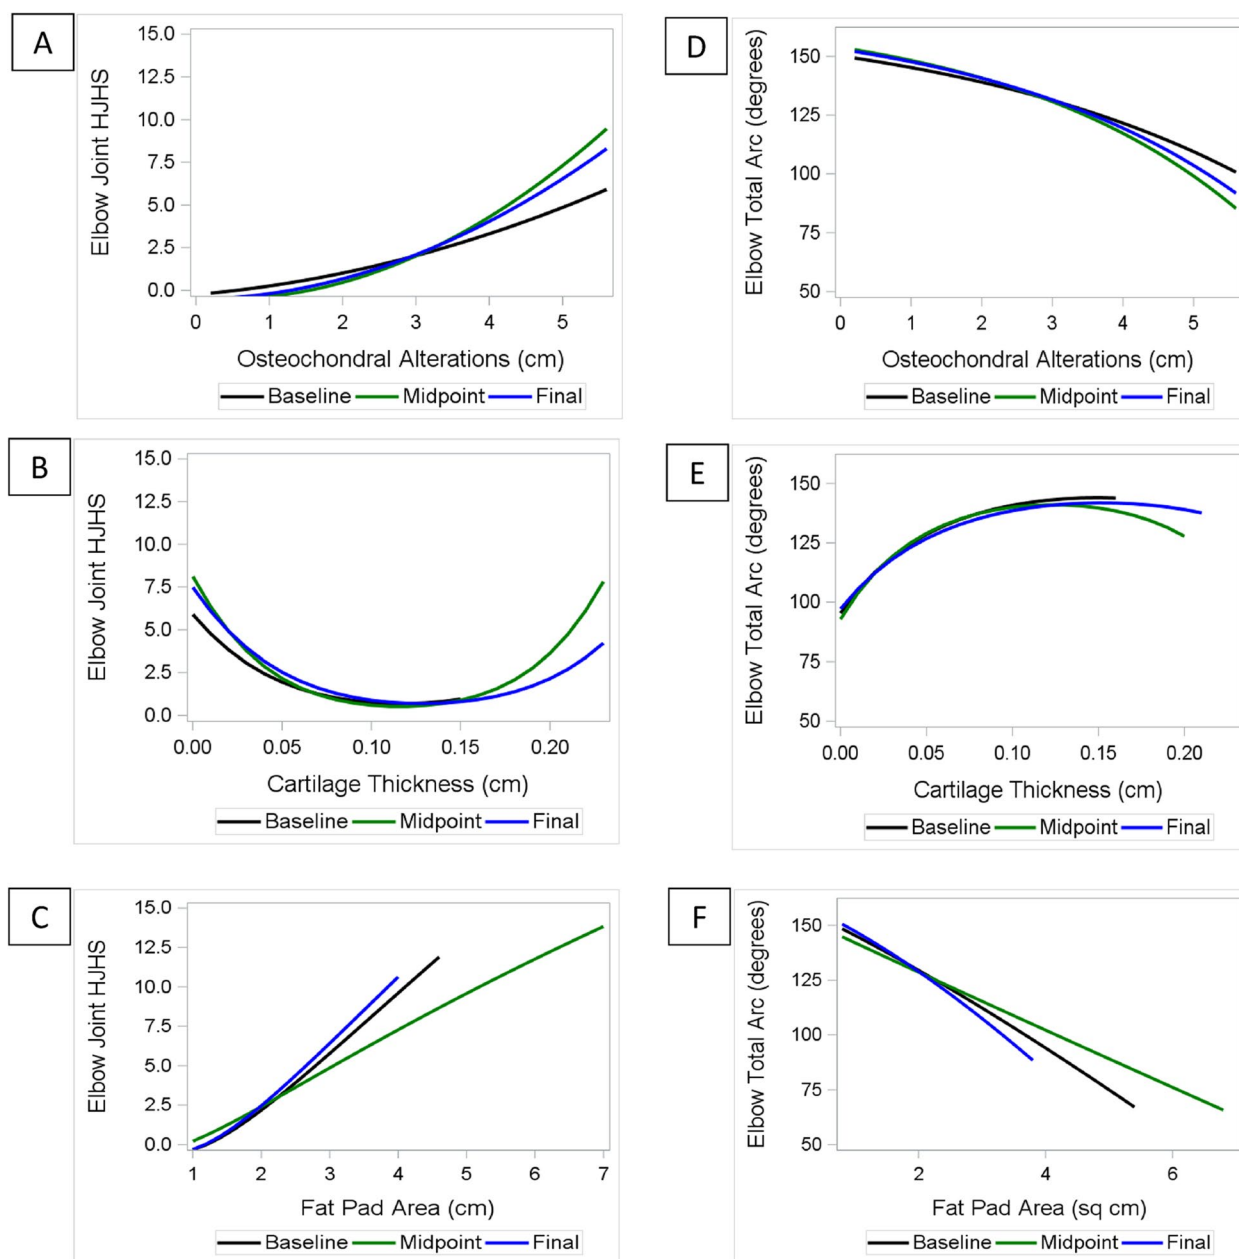 A
Elbow Joint HJHS
15.0
12.5
10.0
7.5
5.0
2.5
0.0
0 1 2 3 4 5
Osteochondral Alterations (cm)
Baseline Midpoint Final
D
Elbow Total Arc (degrees)
150
125
100
75
50
0 1 2 3 4 5
Osteochondral Alterations (cm)
Baseline Midpoint Final
B
Elbow Joint HJHS
15.0
12.5
10.0
7.5
5.0
2.5
0.0
0.00 0.05 0.10 0.15 0.20
Cartilage Thickness (cm)
Baseline Midpoint Final
E
Elbow Total Arc (degrees)
150
125
100
75
50
0.00 0.05 0.10 0.15 0.20
Cartilage Thickness (cm)
Baseline Midpoint Final
C
Elbow Joint HJHS
15.0
12.5
10.0
7.5
5.0
2.5
0.0
1 2 3 4 5 6 7
Fat Pad Area (cm)
Baseline Midpoint Final
F
Elbow Total Arc (degrees)
150
125
100
75
50
2 4 6
Fat Pad Area (sq cm)
Baseline Midpoint Final